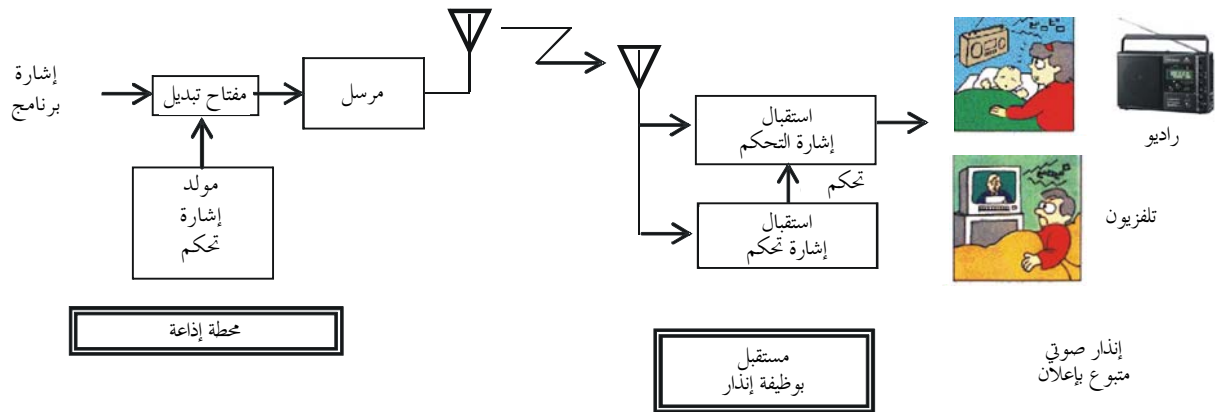 إشارة
برنامج
مفتاح تبديل
مرسل
مولد
إشارة
تحكم
محطة إذاعة
استقبال
إشارة التحكم
تحكم
استقبال
إشارة تحكم
مستقبل
بوظيفة إنذار
راديو
تلفزيون
إنذار صوتي
متبوع بإعلان